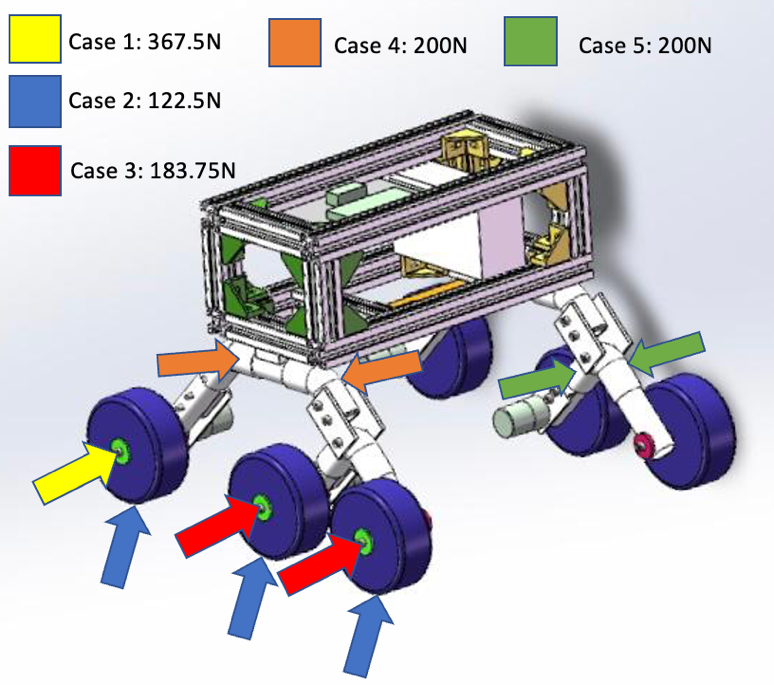 Case 1: 367.5N
Case 4: 200N
Case 5: 200N
Case 2: 122.5N
Case 3: 183.75N